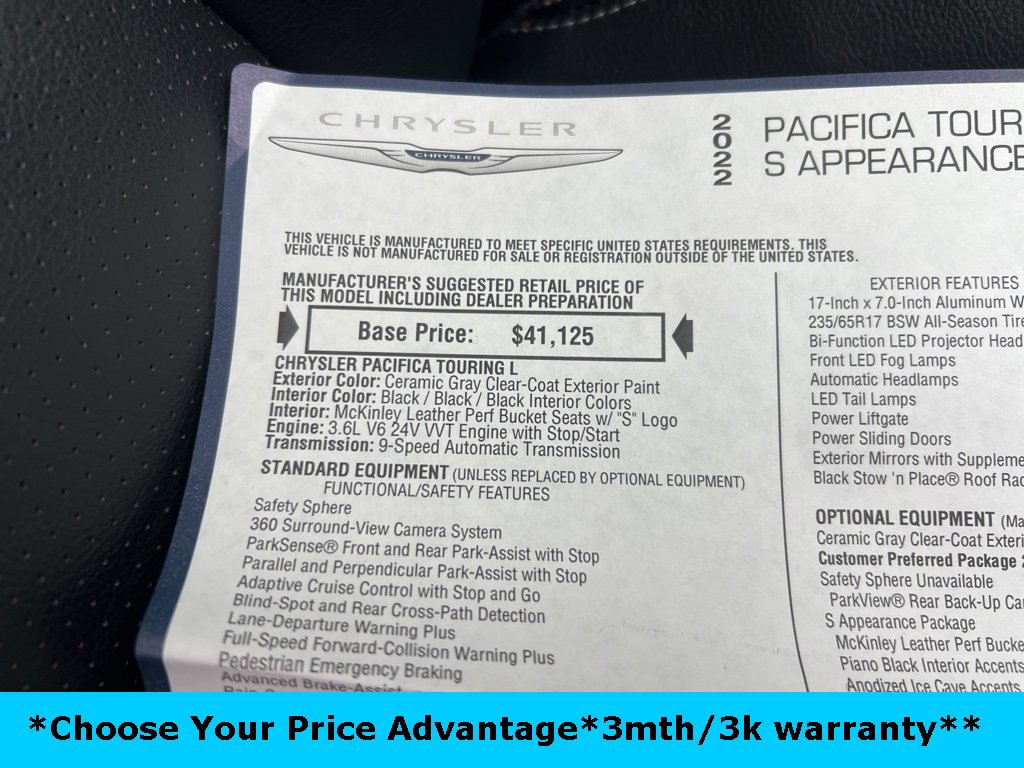 CHRYSLER
CHRYSLER
2022
PACIFICA TOUR
S APPEARANCE
THIS VEHICLE IS MANUFACTURED TO MEET SPECIFIC UNITED STATES REQUIREMENTS. THIS
VEHICLE IS NOT MANUFACTURED FOR SALE OR REGISTRATION OUTSIDE OF THE UNITED STATES.
MANUFACTURER'S SUGGESTED RETAIL PRICE OF
THIS MODEL INCLUDING DEALER PREPARATION
Base Price: $41,125
CHRYSLER PACIFICA TOURING L
Exterior Color: Ceramic Gray Clear-Coat Exterior Paint
Interior Color: Black / Black / Black Interior Colors
Interior: McKinley Leather Perf Bucket Seats w/ "S" Logo
Engine: 3.6L V6 24V VVT Engine with Stop/Start
Transmission: 9-Speed Automatic Transmission
STANDARD EQUIPMENT (UNLESS REPLACED BY OPTIONAL EQUIPMENT)
FUNCTIONAL/SAFETY FEATURES
Safety Sphere
360 Surround-View Camera System
ParkSense® Front and Rear Park-Assist with Stop
Parallel and Perpendicular Park-Assist with Stop
Adaptive Cruise Control with Stop and Go
Blind-Spot and Rear Cross-Path Detection
Lane-Departure Warning Plus
Full-Speed Forward-Collision Warning Plus
Pedestrian Emergency Braking
Advanced Brake-Assist
EXTERIOR FEATURES
17-Inch x 7.0-Inch Aluminum W
235/65R17 BSW All-Season Tire
Bi-Function LED Projector Head
Front LED Fog Lamps
Automatic Headlamps
LED Tail Lamps
Power Liftgate
Power Sliding Doors
Exterior Mirrors with Suppleme
Black Stow 'n Place® Roof Rac
OPTIONAL EQUIPMENT (Ma
Ceramic Gray Clear-Coat Exteri
Customer Preferred Package 2
Safety Sphere Unavailable
ParkView® Rear Back-Up Ca
S Appearance Package
McKinley Leather Perf Bucke
Piano Black Interior Accents
Anodized Ice Cave Accents
*Choose Your Price Advantage*3mth/3k warranty**